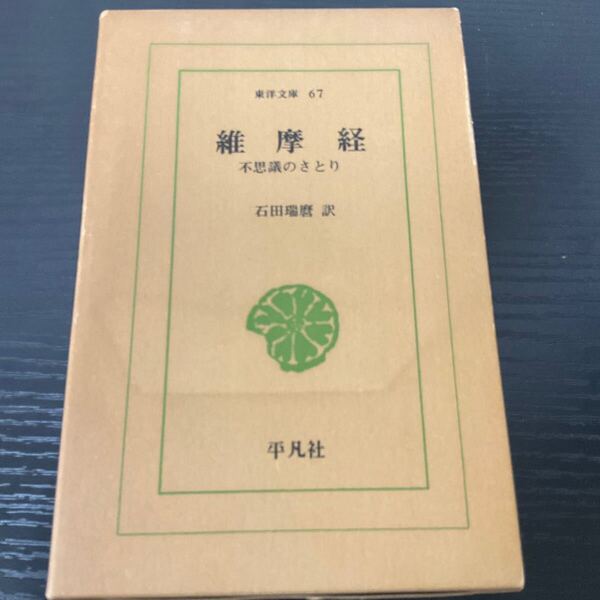 東洋文庫 67
維摩経
不思議のさとり
石田瑞麿 訳
平凡社